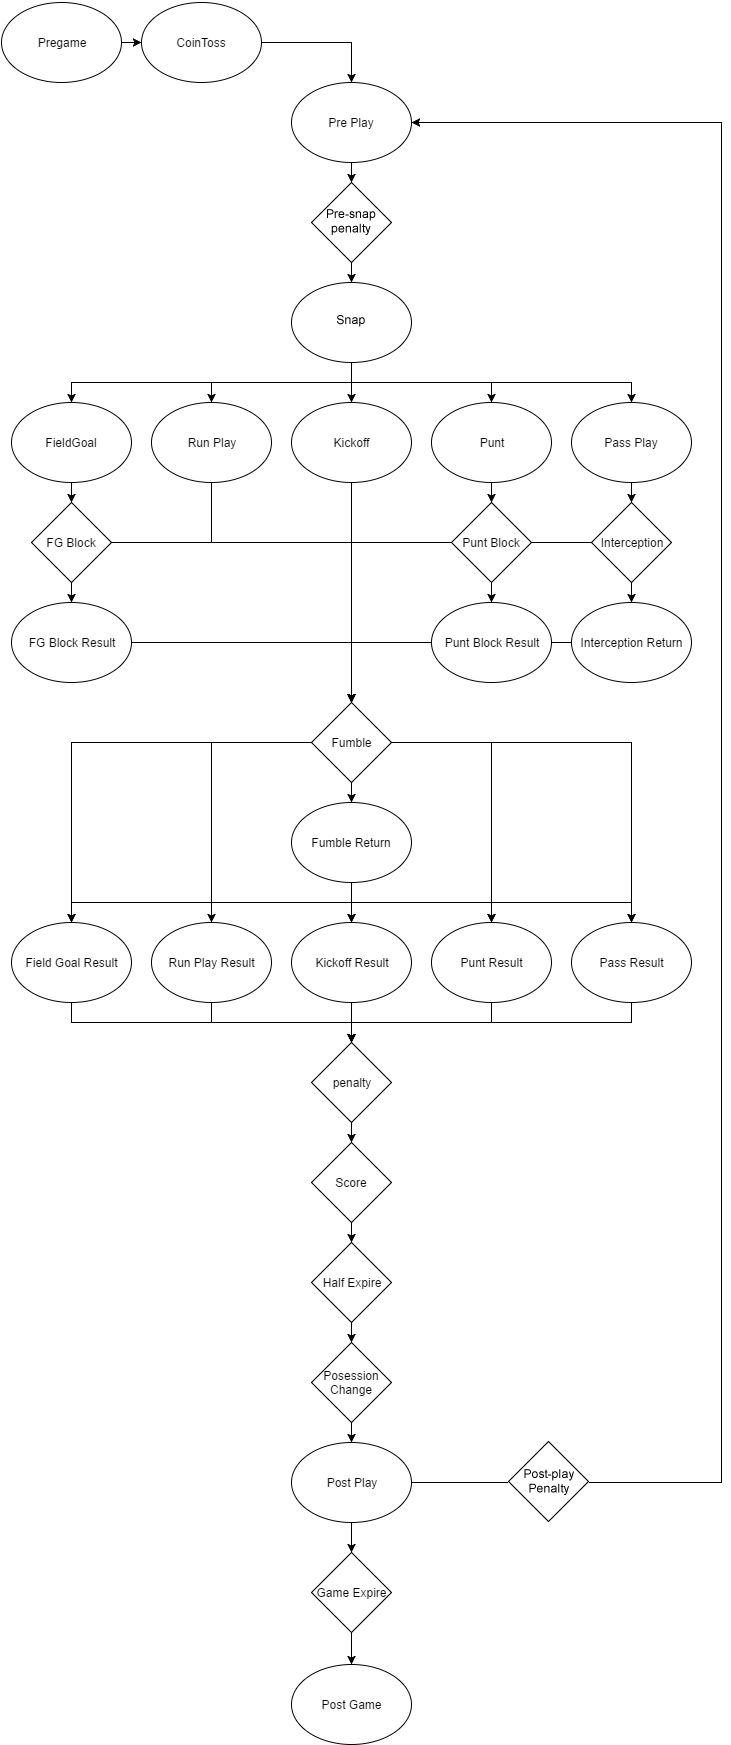 Pregame
CoinToss
Pre Play
Pre-snap
penalty
Snap
FieldGoal
Run Play
Kickoff
Punt
Pass Play
FG Block
Punt Block
Interception
FG Block Result
Punt Block Result
Interception Return
Fumble
Fumble Return
Field Goal Result
Run Play Result
Kickoff Result
Punt Result
Pass Result
penalty
Score
Half Expire
Posession
Change
Post Play
Post-play
Penalty
Game Expire
Post Game